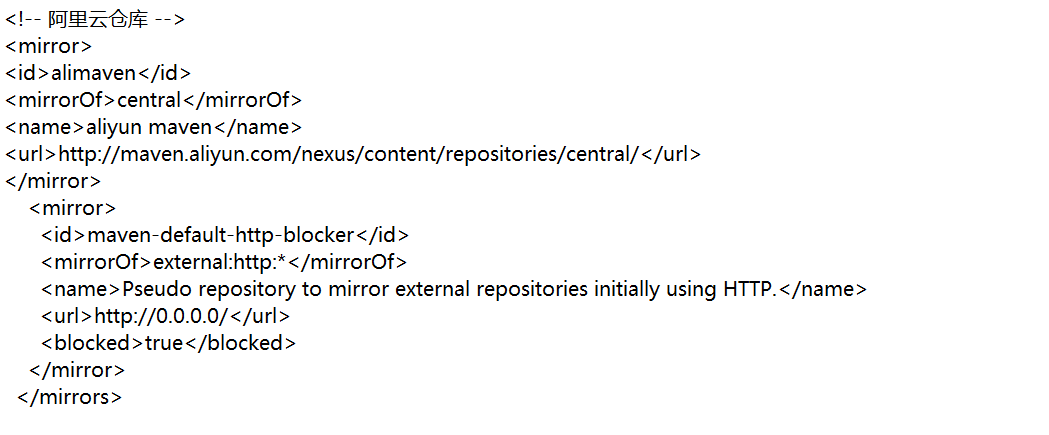 <!-- 阿里云仓库 -->
<mirror>
<id>alimaven</id>
<mirrorOf>central</mirrorOf>
<name>aliyun maven</name>
<url>http://maven.aliyun.com/nexus/content/repositories/central/</url>
</mirror>
    <mirror>
      <id>maven-default-http-blocker</id>
      <mirrorOf>external:http:*</mirrorOf>
      <name>Pseudo repository to mirror external repositories initially using HTTP.</name>
      <url>http://0.0.0.0/</url>
      <blocked>true</blocked>
    </mirror>
  </mirrors>